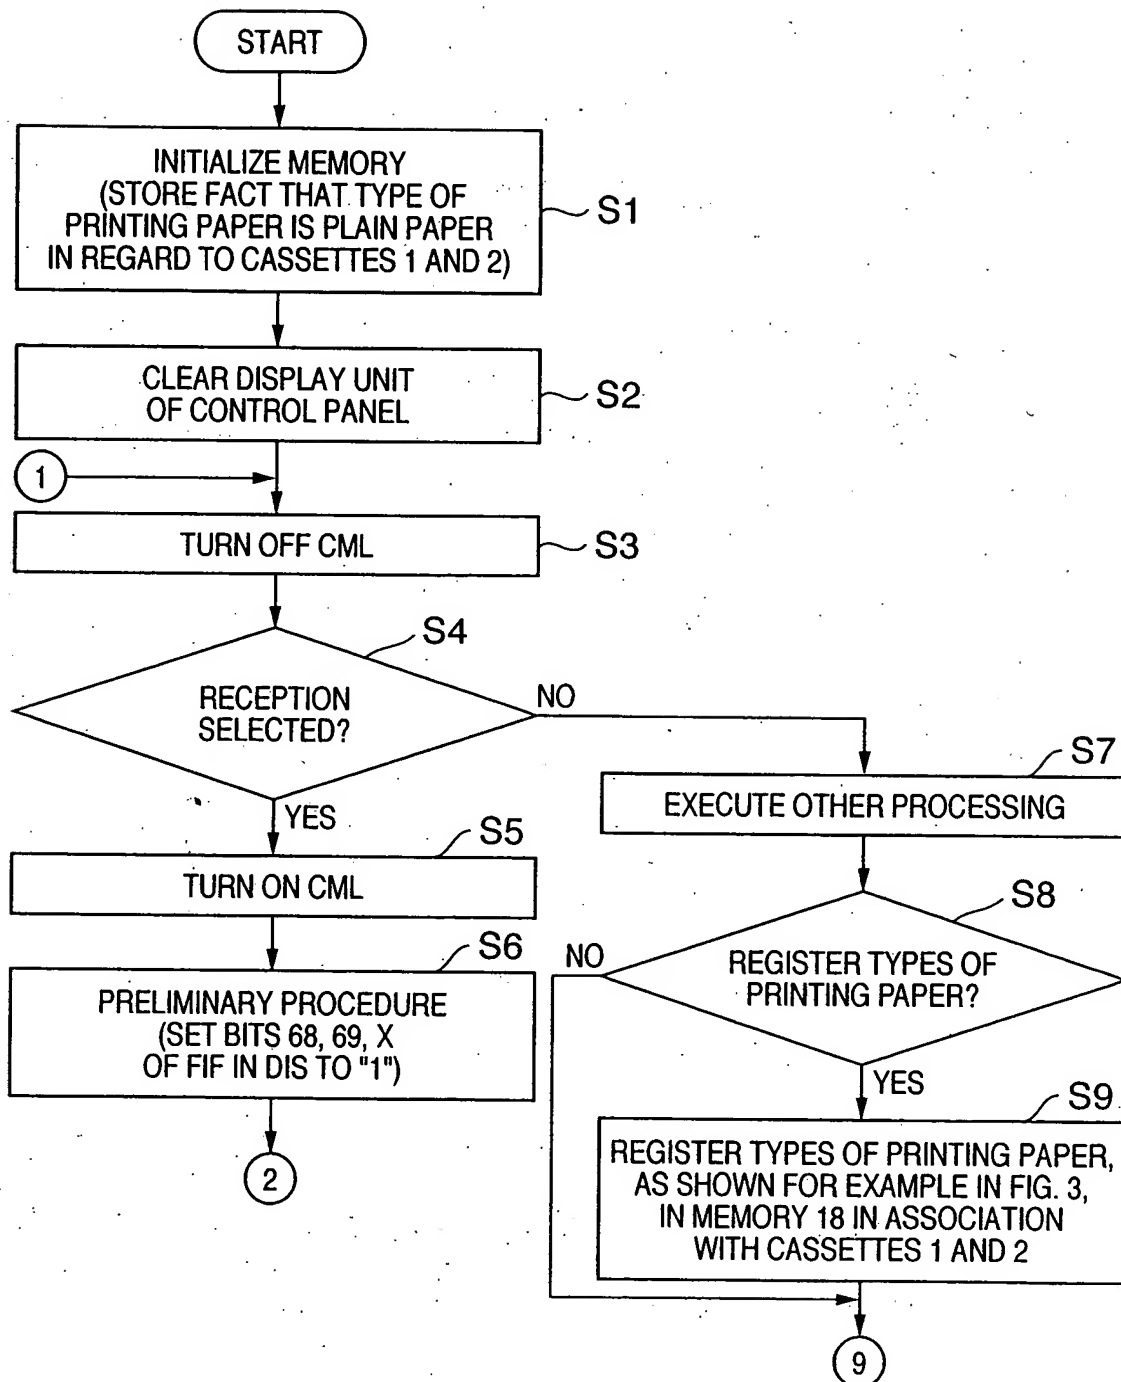 START
INITIALIZE MEMORY
(STORE FACT THAT TYPE OF
PRINTING PAPER IS PLAIN PAPER
IN REGARD TO CASSETTES 1 AND 2)
S1
CLEAR DISPLAY UNIT
OF CONTROL PANEL
S2
1
TURN OFF CML
S3
S4
RECEPTION
SELECTED?
NO
YES
S5
TURN ON CML
S6
PRELIMINARY PROCEDURE
(SET BITS 68, 69, X
OF FIF IN DIS TO "1")
2
S7
EXECUTE OTHER PROCESSING
S8
REGISTER TYPES OF
PRINTING PAPER?
NO
YES
S9
REGISTER TYPES OF PRINTING PAPER,
AS SHOWN FOR EXAMPLE IN FIG. 3,
IN MEMORY 18 IN ASSOCIATION
WITH CASSETTES 1 AND 2
9